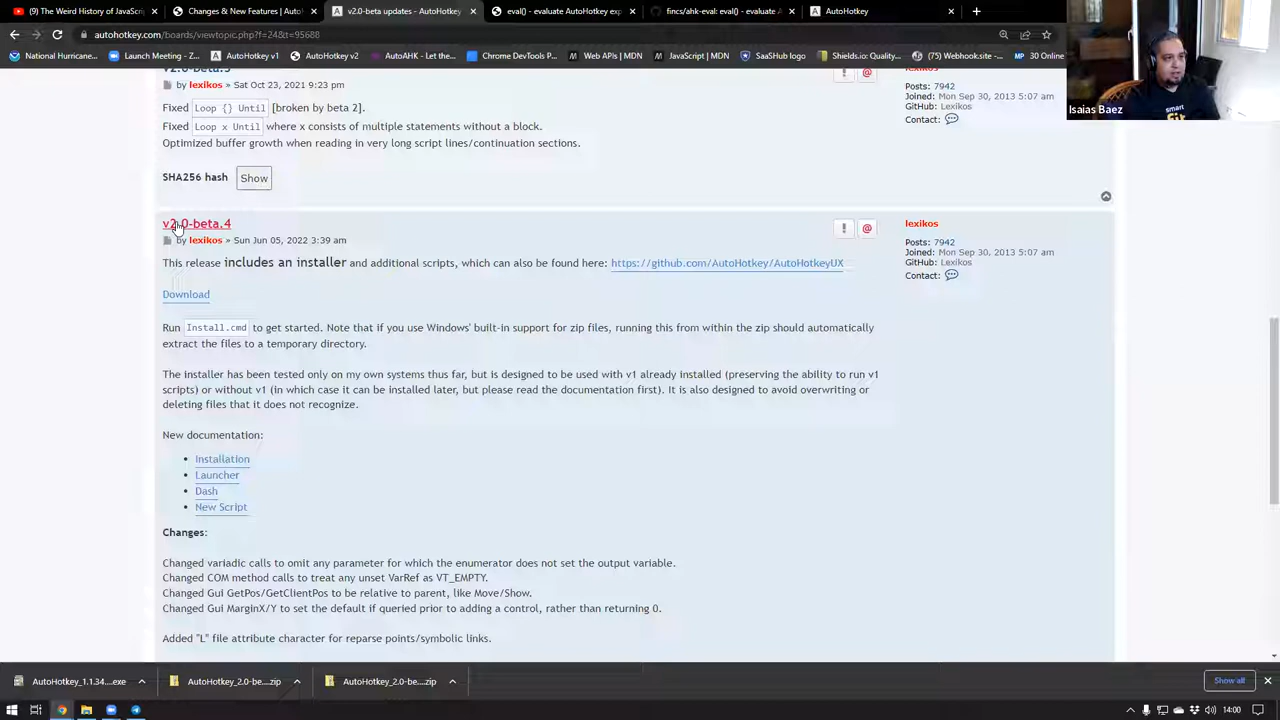 (9) The Weird History of JavaScr
Changes & New Features | Auto
v2.0-beta updates - AutoHotkey
eval() - evaluate AutoHotkey exp
fincs/ahk-eval: eval() - evaluate A
AutoHotkey
autohotkey.com/boards/viewtopic.php?f=24&t=95688
National Hurricane...
Launch Meeting - Z...
AutoHotkey v1
AutoHotkey v2
AutoAHK - Let the...
Chrome DevTools P...
Web APIs | MDN
JavaScript | MDN
SaaSHub logo
Shields.io: Quality...
(75) Webhook.site -...
30 Online
Isaias Baez
smart
fit
v2.0-beta.3
by lexikos » Sat Oct 23, 2021 9:23 pm
lexikos
Posts: 7942
Joined: Mon Sep 30, 2013 5:07 am
GitHub: Lexikos
Contact:
Fixed Loop {} Until [broken by beta 2].
Fixed Loop x Until where x consists of multiple statements without a block.
Optimized buffer growth when reading in very long script lines/continuation sections.
SHA256 hash Show
v2.0-beta.4
by lexikos » Sun Jun 05, 2022 3:39 am
lexikos
Posts: 7942
Joined: Mon Sep 30, 2013 5:07 am
GitHub: Lexikos
Contact:
This release includes an installer and additional scripts, which can also be found here: https://github.com/AutoHotkey/AutoHotkeyUX
Download
Run Install.cmd to get started. Note that if you use Windows' built-in support for zip files, running this from within the zip should automatically
extract the files to a temporary directory.
The installer has been tested only on my own systems thus far, but is designed to be used with v1 already installed (preserving the ability to run v1
scripts) or without v1 (in which case it can be installed later, but please read the documentation first). It is also designed to avoid overwriting or
deleting files that it does not recognize.
New documentation:
Installation
Launcher
Dash
New Script
Changes:
Changed variadic calls to omit any parameter for which the enumerator does not set the output variable.
Changed COM method calls to treat any unset VarRef as VT_EMPTY.
Changed Gui GetPos/GetClientPos to be relative to parent, like Move/Show.
Changed Gui MarginX/Y to set the default if queried prior to adding a control, rather than returning 0.
Added "L" file attribute character for reparse points/symbolic links.
AutoHotkey_1.1.34....exe
AutoHotkey_2.0-be....zip
AutoHotkey_2.0-be....zip
Show all
14:00